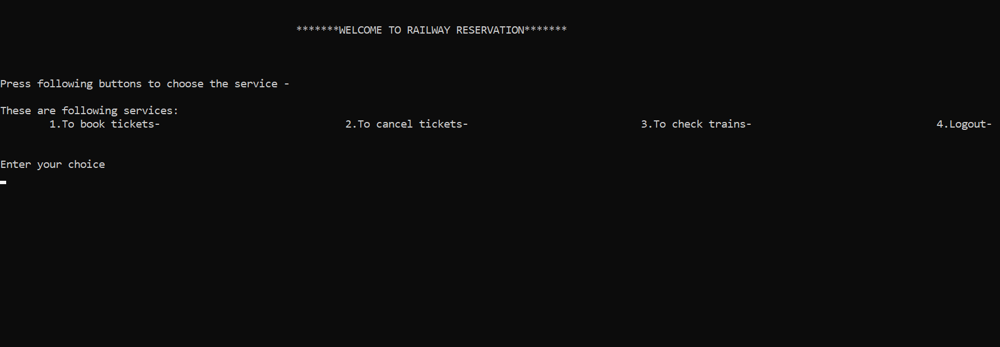 *******WELCOME TO RAILWAY RESERVATION*******
Press following buttons to choose the service -
These are following services:
1.To book tickets- 2.To cancel tickets- 3.To check trains- 4.Logout-
Enter your choice